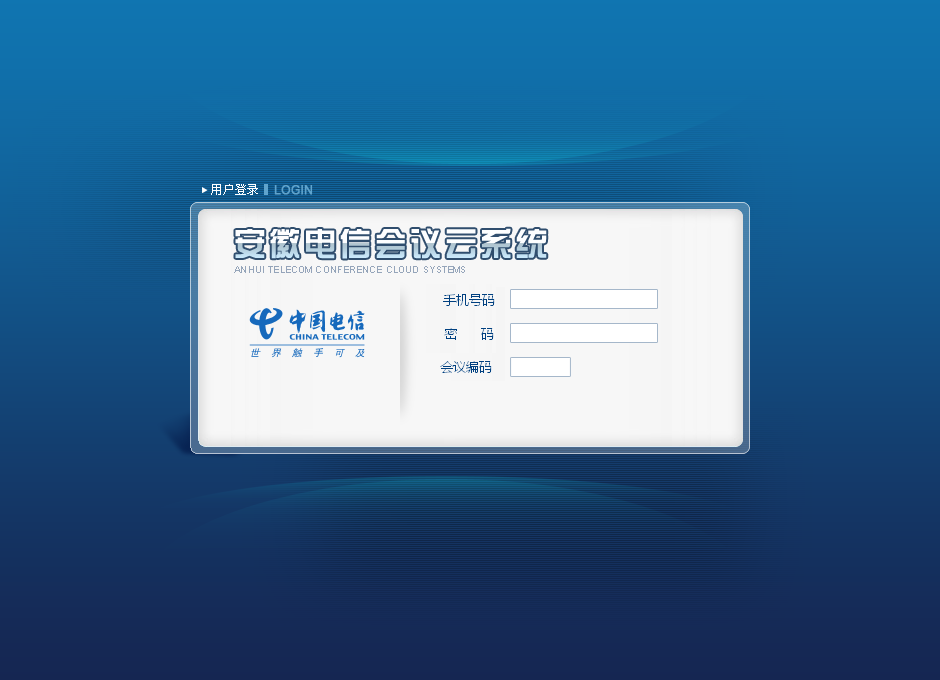 用户登录 LOGIN
安徽电信会议云系统
ANHUI TELECOM CONFERENCE CLOUD SYSTEMS
中国电信
CHINA TELECOM
世界触手可及
手机号码
密 码
会议编码